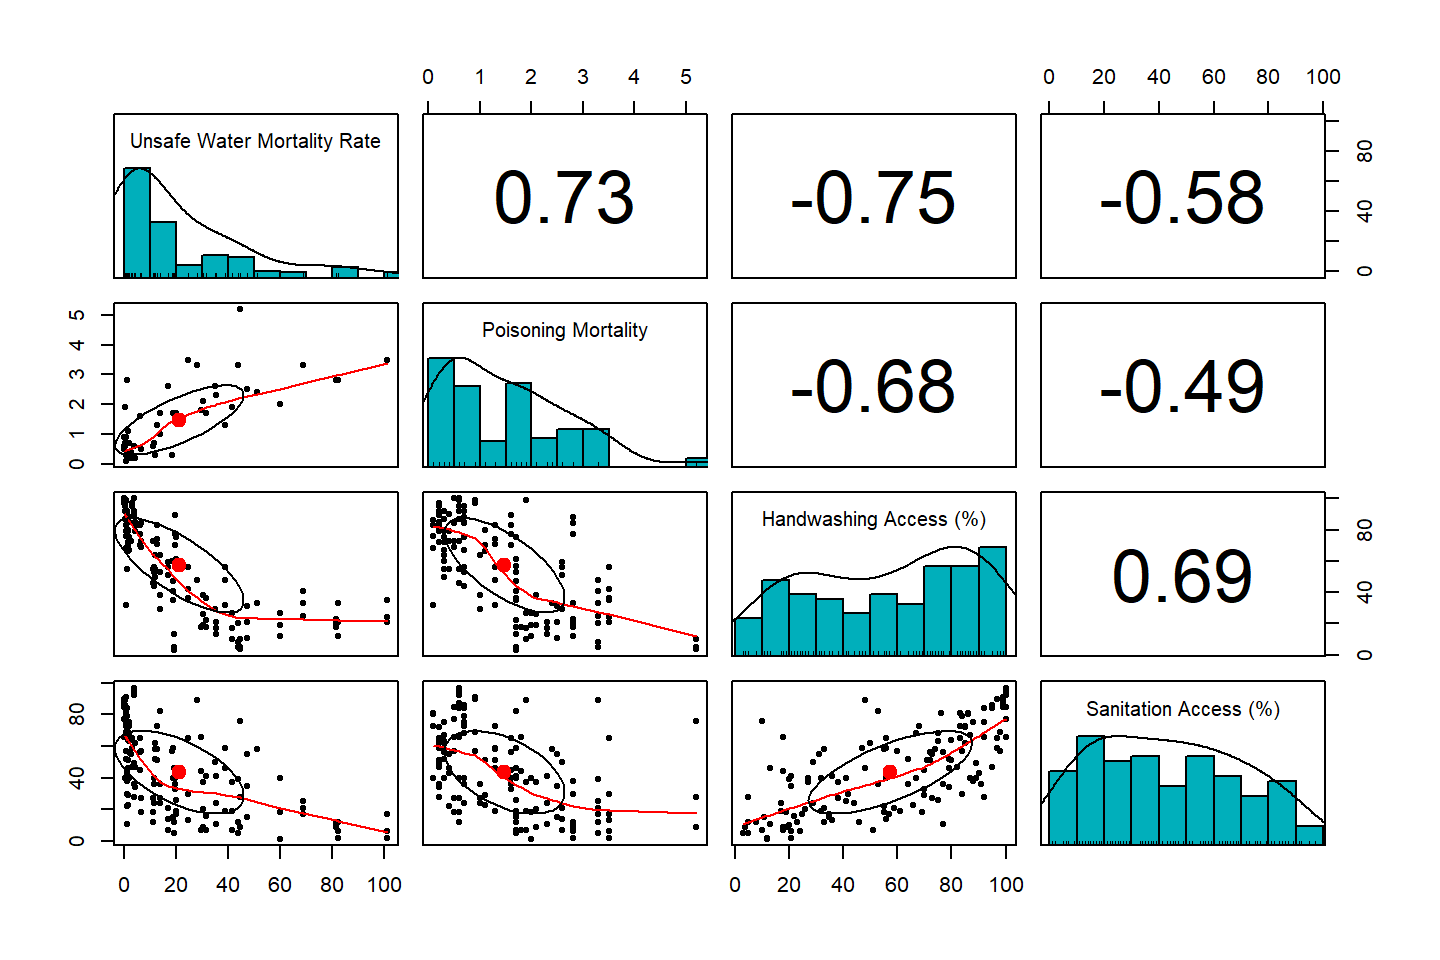 0 1 2 3 4 5
0 20 40 60 80 100
Unsafe Water Mortality Rate
0.73
-0.75
-0.58
0 40 80
Poisoning Mortality
-0.68
-0.49
0 1 2 3 4 5
Handwashing Access (%)
0.69
0 40 80
Sanitation Access (%)
0 40 80
0 20 40 60 80 100
0 20 40 60 80 100